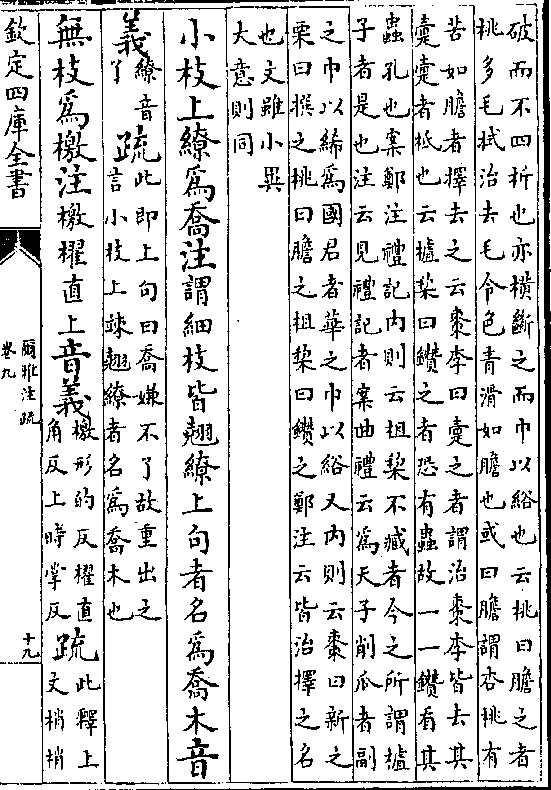 破而不四析也亦橫斷之而巾以綌也云桃曰膽之者
桃多毛拭治去毛令色青滑如膽也或曰膽謂杏桃有
苦如膽者擇去之云棗李曰疐之者謂治棗李皆去其
疐疐者柢也云樝棃曰鑽之者恐有蟲故一一鑽看其
蟲孔也案鄭注禮記内則云柤棃不臧者今之所謂樝
子者是也注云見禮記者案曲禮云爲天子削瓜者副
之巾以絺爲國君者華之巾以綌又内則云棗曰新之
栗曰撰之桃曰膽之柤棃曰鑽之鄭注云皆治擇之名
也文雖小異
大意則同
小枝上繚爲喬注謂細枝皆翹繚上句者名爲喬木音
義繚音了疏此即上句曰喬嫌不了故重出之言小枝上竦翹繚者名爲喬木也
無枝爲檄注檄櫂直上音義檄形的反櫂直角反上時掌反疏此釋上文梢梢
欽定四庫全書
爾雅注疏
卷九
十九